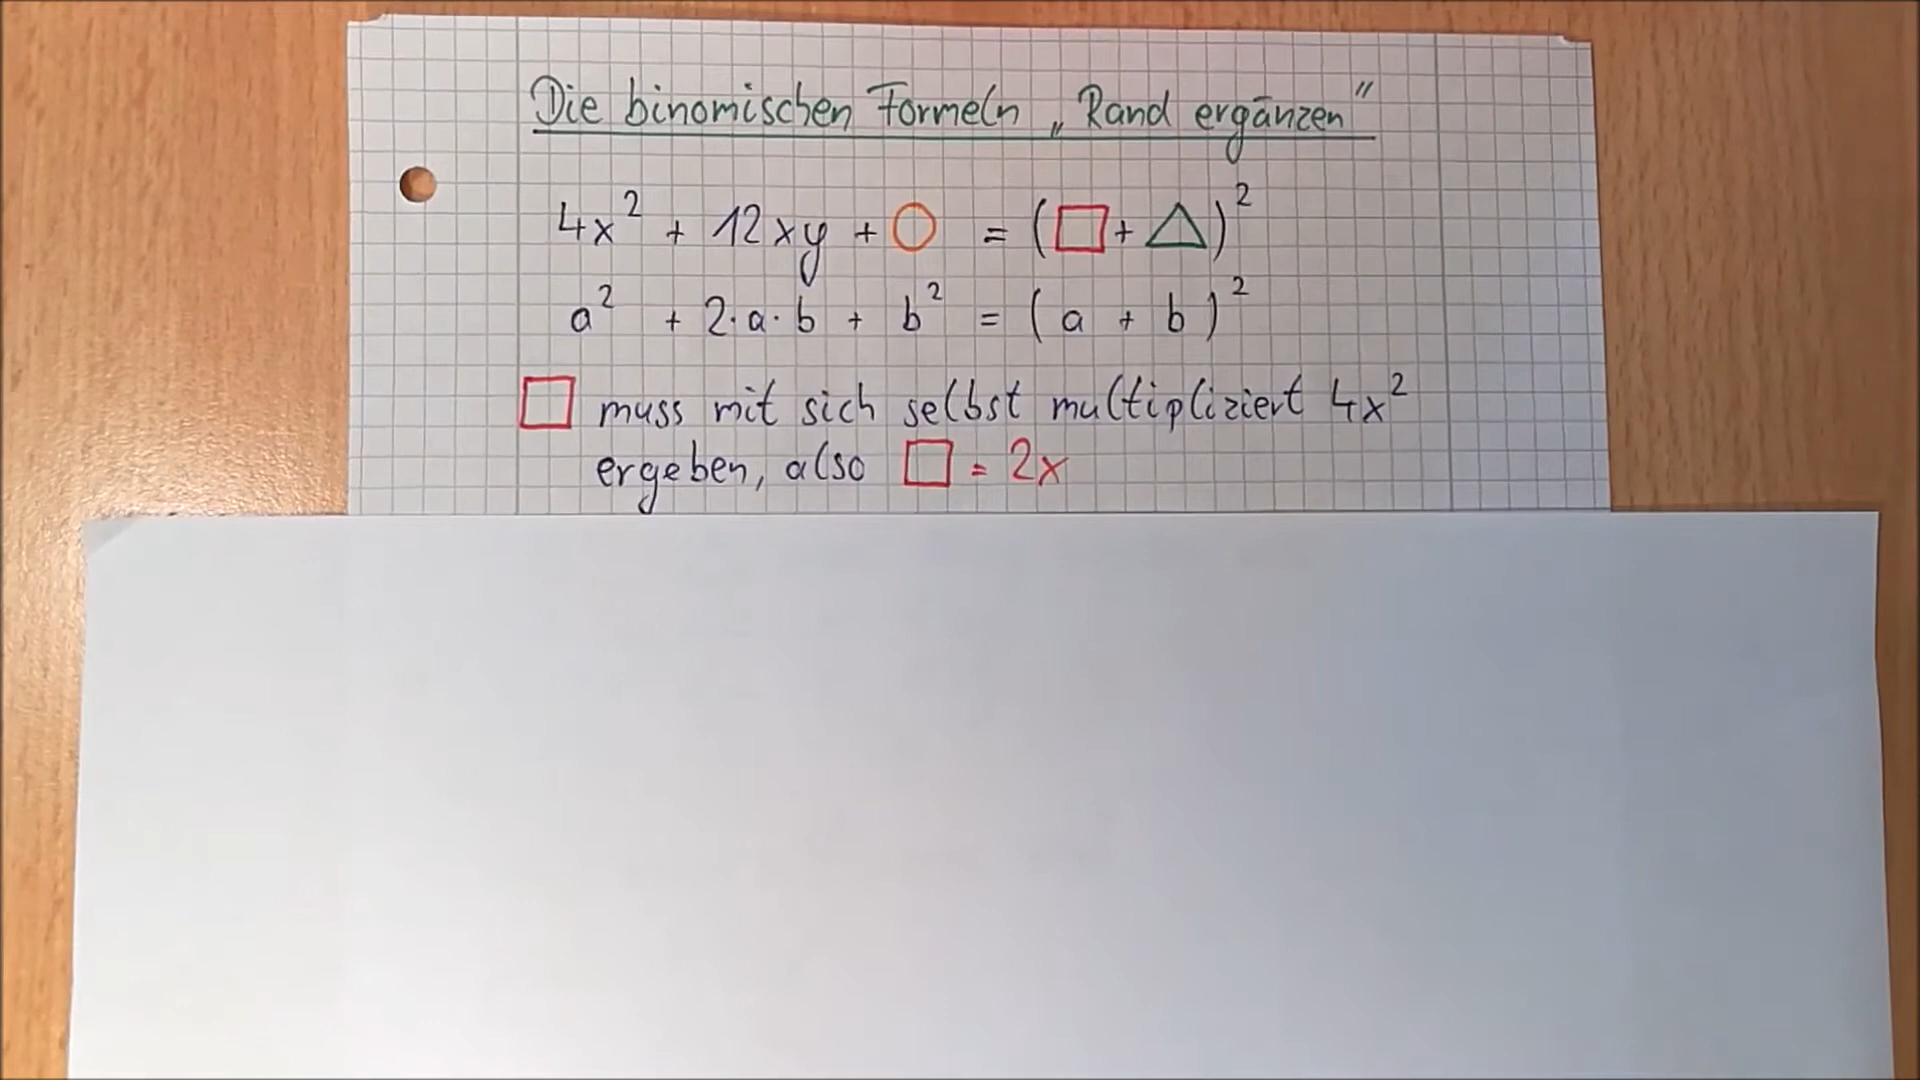 Die binomischen Formeln „Rand ergänzen"
4x² + 12xy + ○ = (□ + △)²
a² + 2·a·b + b² = (a + b)²
□ muss mit sich selbst multipliziert 4x²
ergeben, also □ = 2x